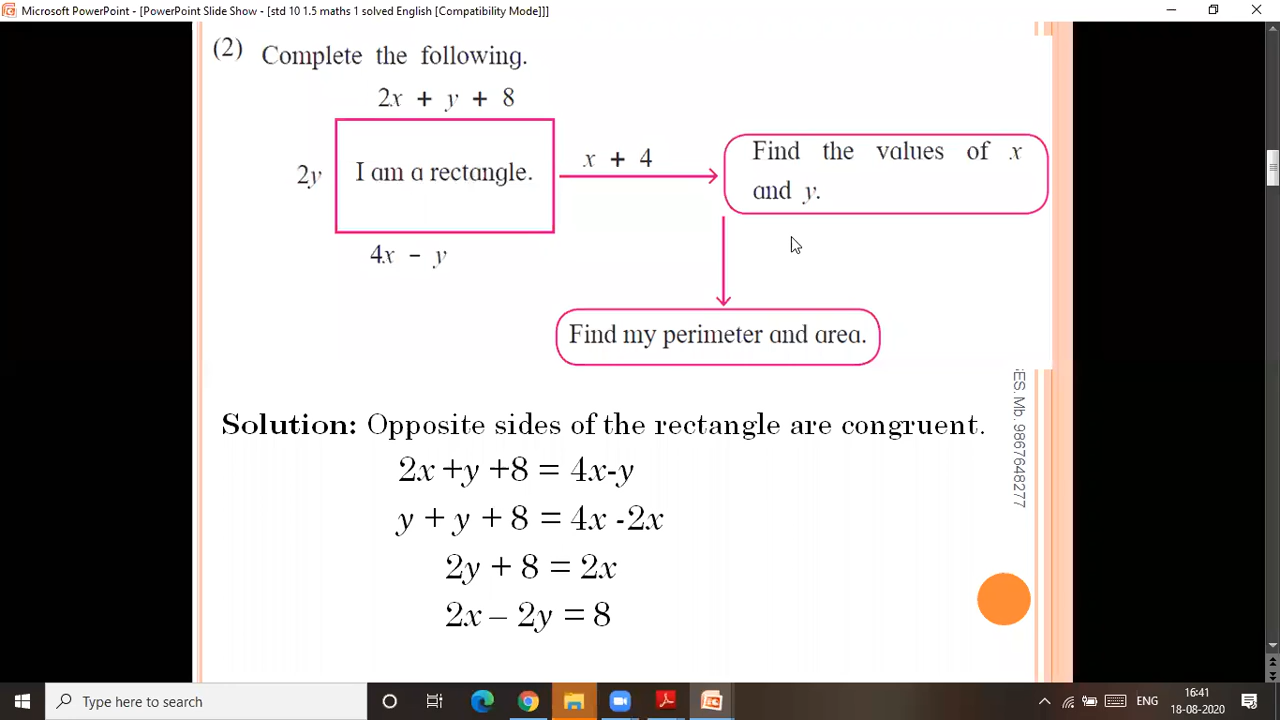 Microsoft PowerPoint - [PowerPoint Slide Show - [std 10 1.5 maths 1 solved English [Compatibility Mode]]]
(2) Complete the following.
2x + y + 8
2y
I am a rectangle.
x + 4
Find the values of x
and y.
4x - y
Find my perimeter and area.
ES. Mb. 9867648277
Solution: Opposite sides of the rectangle are congruent.
2x +y +8 = 4x-y
y + y + 8 = 4x -2x
2y + 8 = 2x
2x – 2y = 8
Type here to search
ENG
16:41
18-08-2020